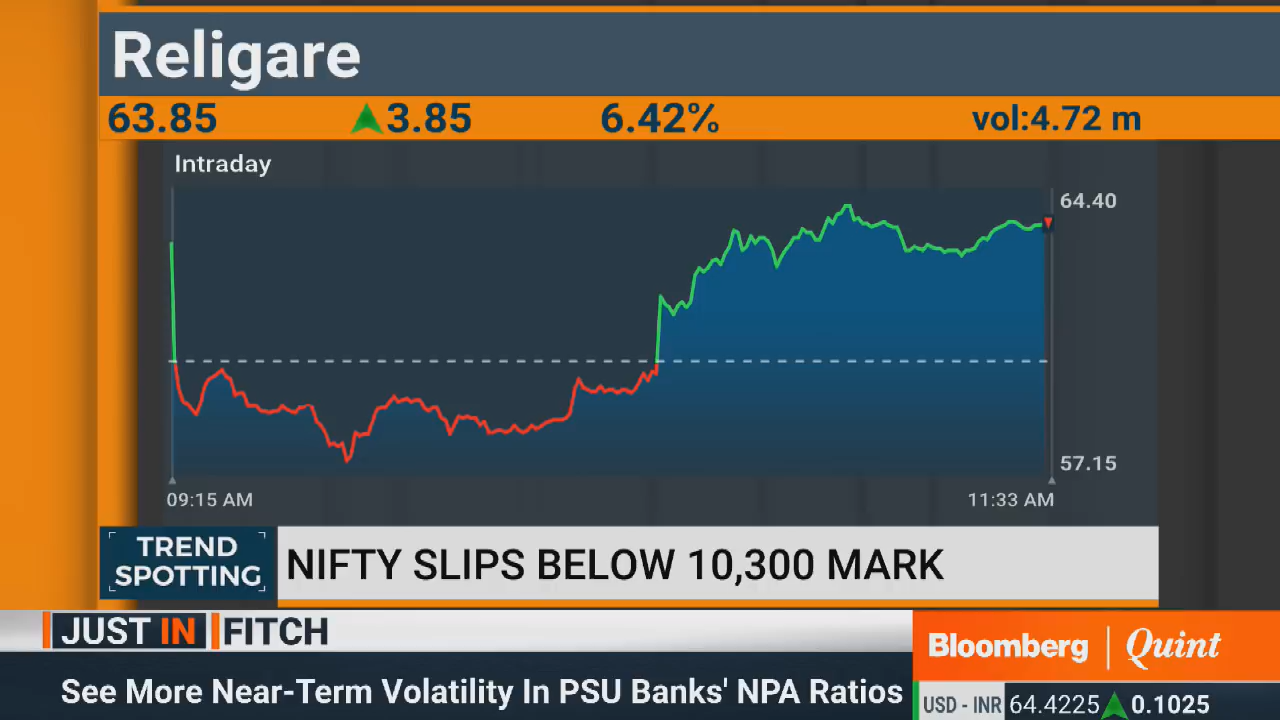 Religare
63.85 ▲3.85 6.42% vol:4.72 m
Intraday
64.40
57.15
09:15 AM 11:33 AM
TREND
SPOTTING
NIFTY SLIPS BELOW 10,300 MARK
JUST IN FITCH
Bloomberg | Quint
See More Near-Term Volatility In PSU Banks' NPA Ratios
USD - INR 64.4225 ▲ 0.1025